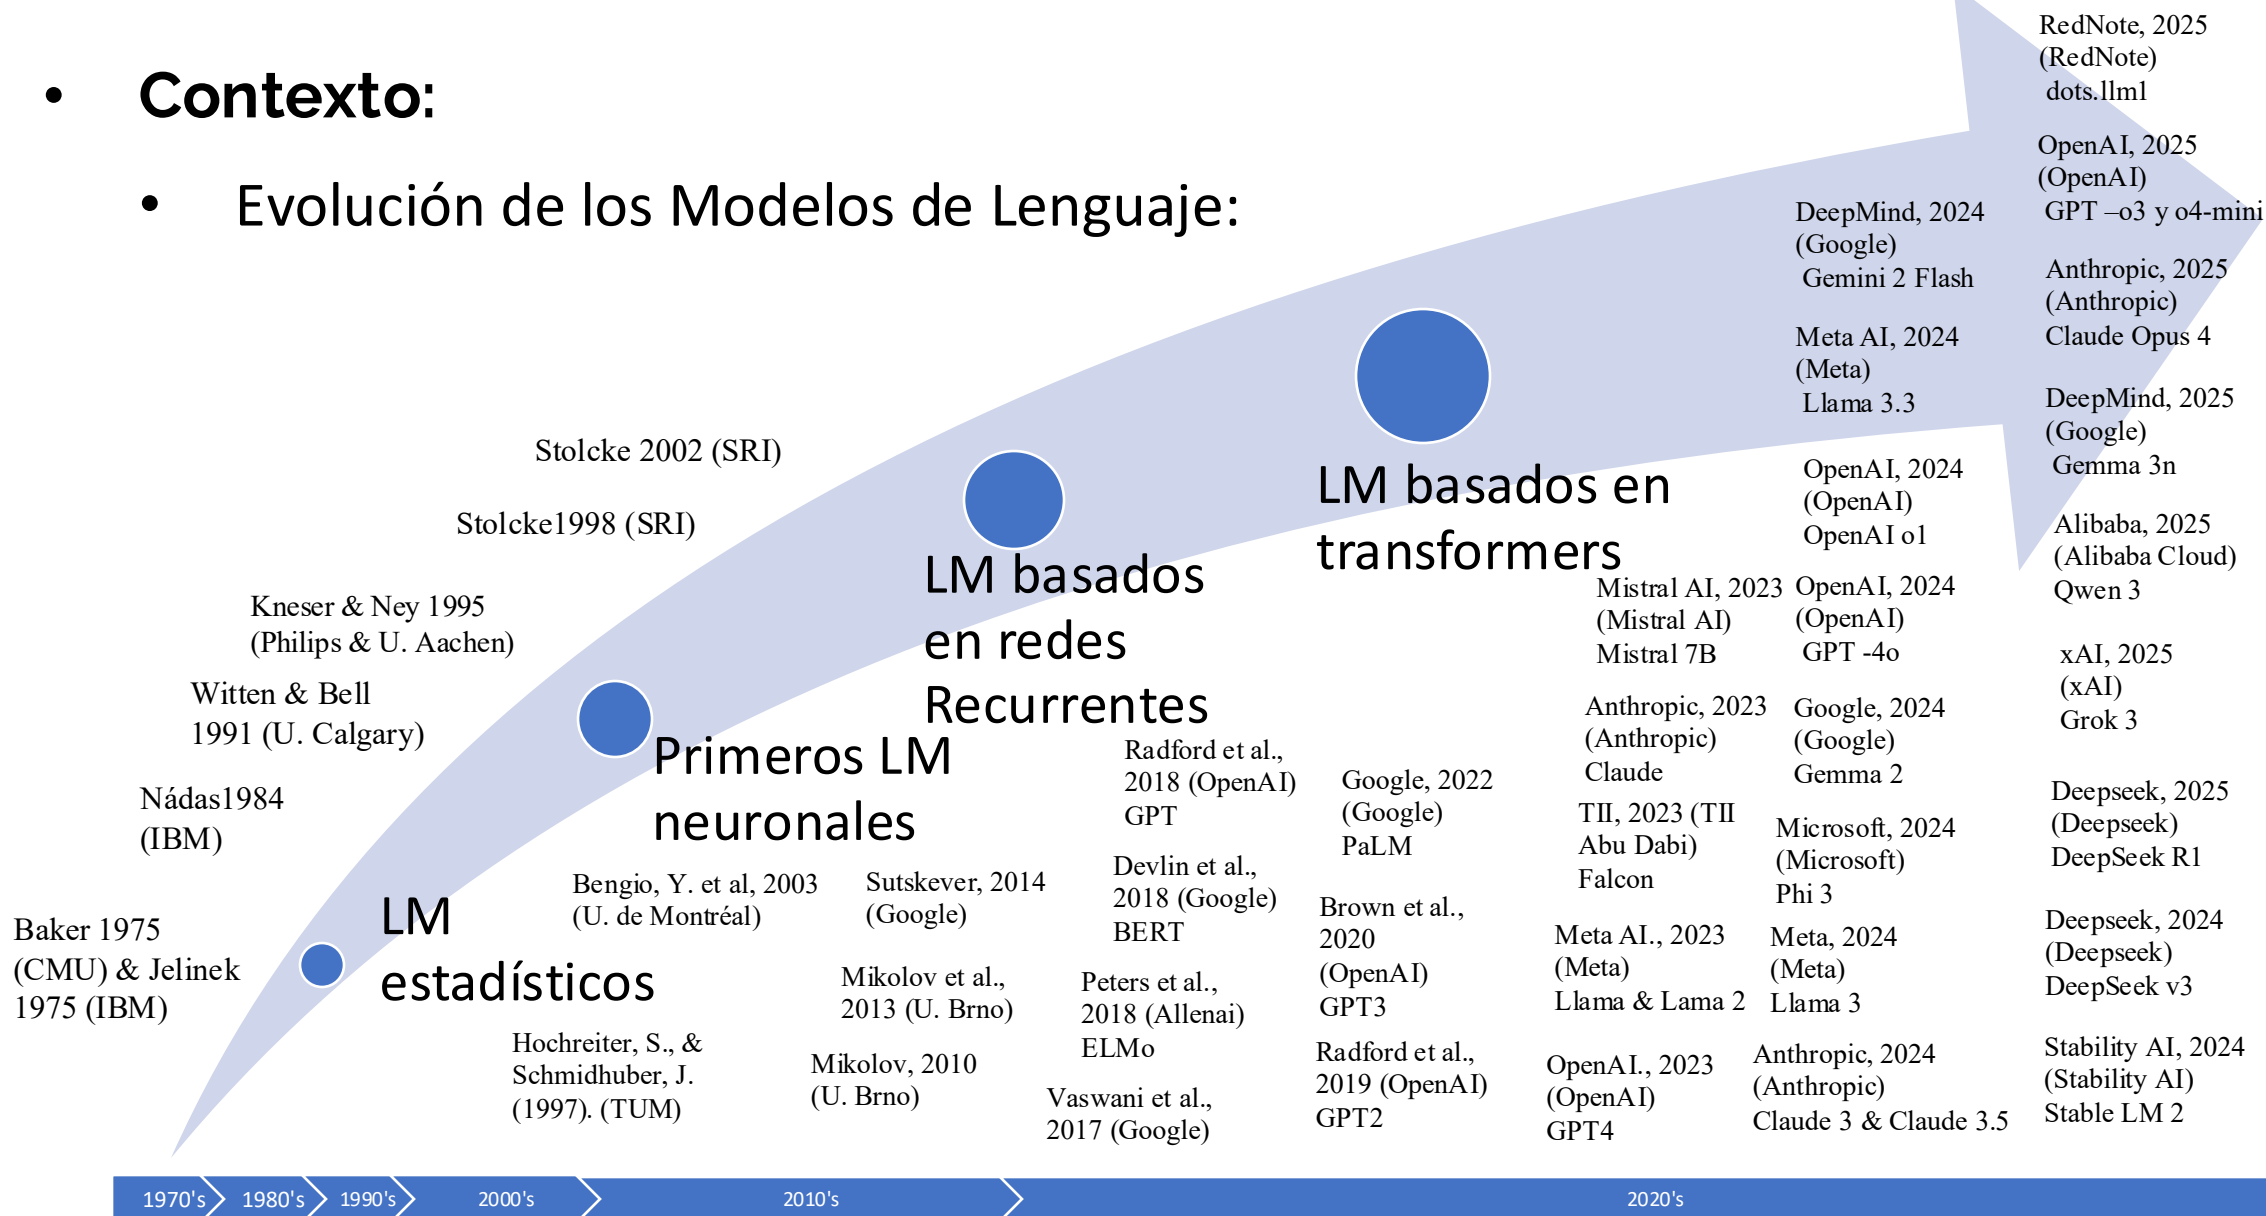 • Contexto:
• Evolución de los Modelos de Lenguaje:
Baker 1975
(CMU) & Jelinek
1975 (IBM)
Nádas1984
(IBM)
Witten & Bell
1991 (U. Calgary)
Kneser & Ney 1995
(Philips & U. Aachen)
Stolcke1998 (SRI)
Stolcke 2002 (SRI)
LM
estadísticos
Primeros LM
neuronales
LM basados
en redes
Recurrentes
LM basados en
transformers
Hochreiter, S., &
Schmidhuber, J.
(1997). (TUM)
Bengio, Y. et al, 2003
(U. de Montréal)
Sutskever, 2014
(Google)
Mikolov et al.,
2013 (U. Brno)
Mikolov, 2010
(U. Brno)
Radford et al.,
2018 (OpenAI)
GPT
Devlin et al.,
2018 (Google)
BERT
Peters et al.,
2018 (Allenai)
ELMo
Vaswani et al.,
2017 (Google)
Google, 2022
(Google)
PaLM
Brown et al.,
2020
(OpenAI)
GPT3
Radford et al.,
2019 (OpenAI)
GPT2
Mistral AI, 2023
(Mistral AI)
Mistral 7B
Anthropic, 2023
(Anthropic)
Claude
TII, 2023 (TII
Abu Dabi)
Falcon
Meta AI., 2023
(Meta)
Llama & Lama 2
OpenAI., 2023
(OpenAI)
GPT4
DeepMind, 2024
(Google)
Gemini 2 Flash
Meta AI, 2024
(Meta)
Llama 3.3
OpenAI, 2024
(OpenAI)
OpenAI o1
OpenAI, 2024
(OpenAI)
GPT -4o
Google, 2024
(Google)
Gemma 2
Microsoft, 2024
(Microsoft)
Phi 3
Meta, 2024
(Meta)
Llama 3
Anthropic, 2024
(Anthropic)
Claude 3 & Claude 3.5
RedNote, 2025
(RedNote)
dots.llm1
OpenAI, 2025
(OpenAI)
GPT –o3 y o4-mini
Anthropic, 2025
(Anthropic)
Claude Opus 4
DeepMind, 2025
(Google)
Gemma 3n
Alibaba, 2025
(Alibaba Cloud)
Qwen 3
xAI, 2025
(xAI)
Grok 3
Deepseek, 2025
(Deepseek)
DeepSeek R1
Deepseek, 2024
(Deepseek)
DeepSeek v3
Stability AI, 2024
(Stability AI)
Stable LM 2
1970's 1980's 1990's 2000's 2010's 2020's